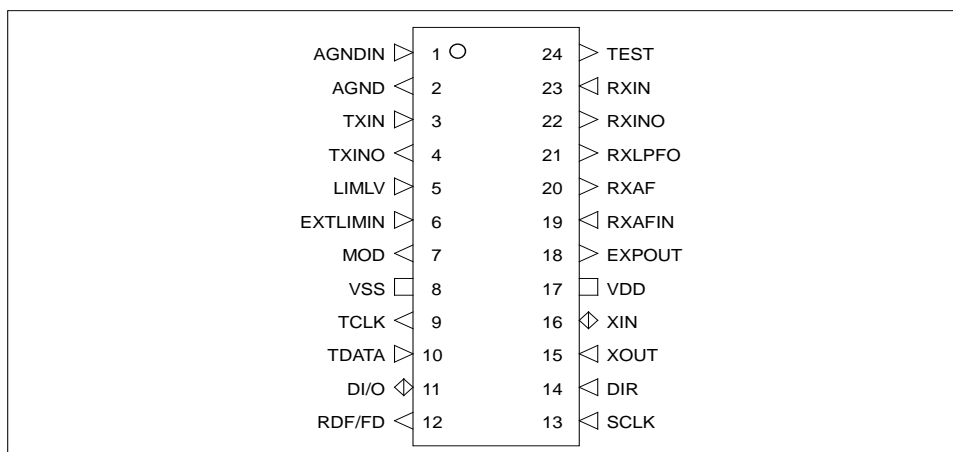 AGNDIN 1 24 TEST
AGND 2 23 RXIN
TXIN 3 22 RXINO
TXINO 4 21 RXLPFO
LIMLV 5 20 RXAF
EXTLIMIN 6 19 RXAFIN
MOD 7 18 EXPOUT
VSS 8 17 VDD
TCLK 9 16 XIN
TDATA 10 15 XOUT
DI/O 11 14 DIR
RDF/FD 12 13 SCLK